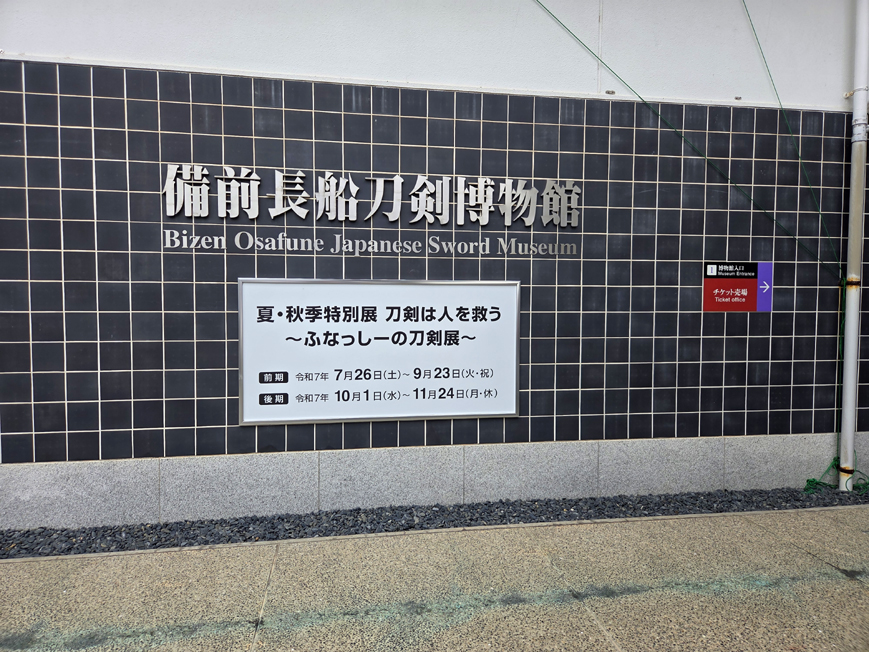 備前長船刀剣博物館
Bizen Osafune Japanese Sword Museum
夏・秋季特別展 刀剣は人を救う
～ふなっしーの刀剣展～
前期 令和7年 7月26日(土)～9月23日(火・祝)
後期 令和7年 10月1日(水)～11月24日(月・休)
博物館入口
Museum Entrance
チケット売場
Ticket office